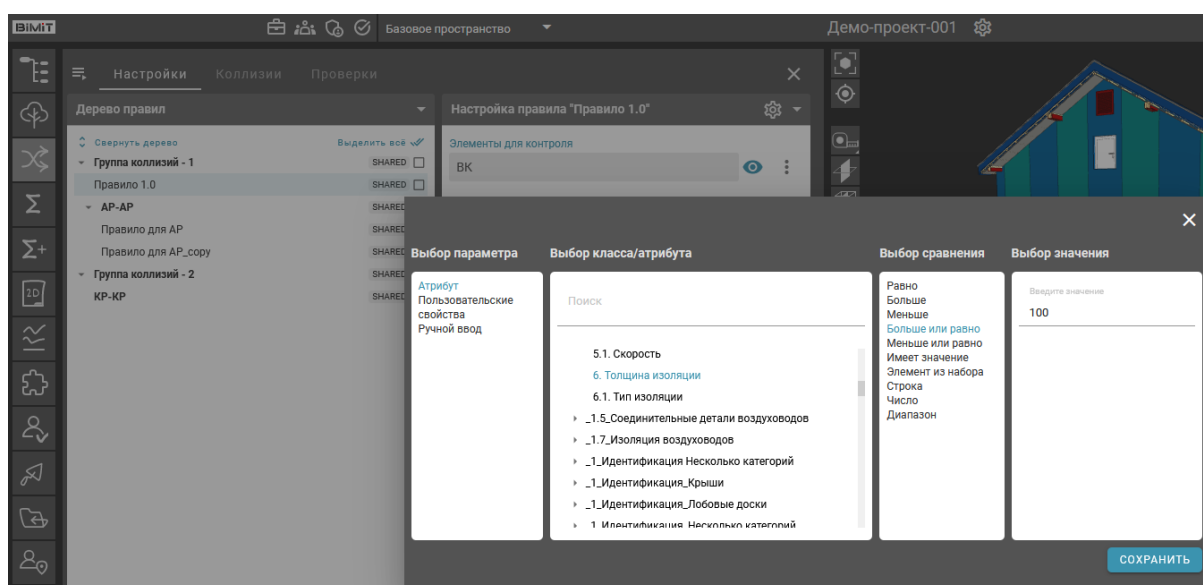 BIMiT
Базовое пространство
Демо-проект-001
Настройки
Коллизии
Проверки
Дерево правил
Настройка правила "Правило 1.0"
Свернуть дерево
Выделить всё
Элементы для контроля
Группа коллизий - 1
SHARED
ВК
Правило 1.0
SHARED
АР-АР
SHARED
Правило для АР
SHARED
Правило для АР_copy
SHARED
Группа коллизий - 2
SHARED
КР-КР
SHARED
2D
Выбор параметра
Выбор класса/атрибута
Выбор сравнения
Выбор значения
Атрибут
Пользовательские
свойства
Ручной ввод
Поиск
5.1. Скорость
6. Толщина изоляции
6.1. Тип изоляции
_1.5_Соединительные детали воздуховодов
_1.7_Изоляция воздуховодов
_1_Идентификация Несколько категорий
_1_Идентификация_Крыши
_1_Идентификация_Лобовые доски
_1_Идентификация_Несколько категорий
Равно
Больше
Меньше
Больше или равно
Меньше или равно
Имеет значение
Элемент из набора
Строка
Число
Диапазон
Введите значение
100
СОХРАНИТЬ